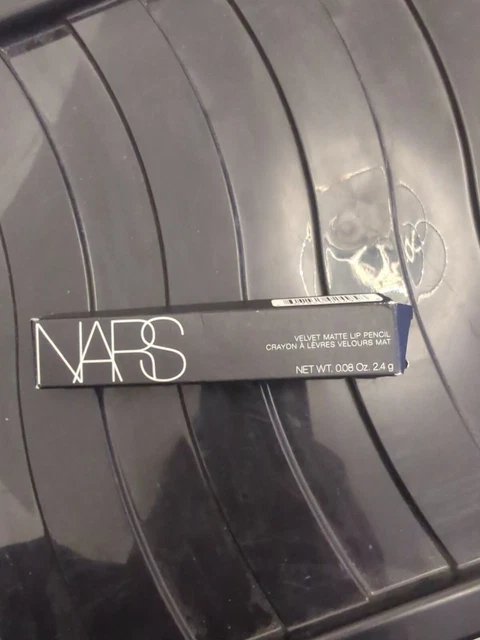 NARS
VELVET MATTE LIP PENCIL
CRAYON À LÈVRES VELOURS MAT
NET WT. 0.08 Oz. 2.4 g